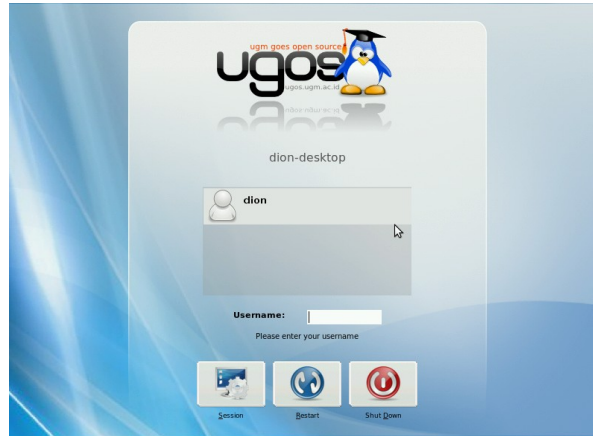 ugm goes open source
ugos
ugos.ugm.ac.id
dion-desktop
dion
Username:
Please enter your username
Session
Restart
Shut Down